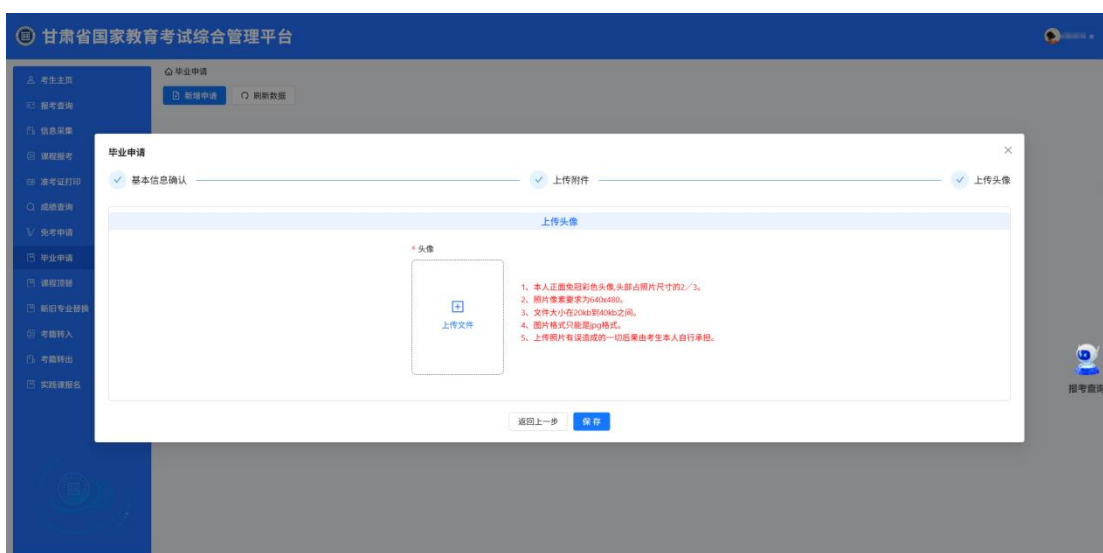 甘肃省国家教育考试综合管理平台
考生主页
报考查询
信息采集
课程报考
准考证打印
成绩查询
免考申请
毕业申请
课程顶替
新旧专业替换
考籍转入
考籍转出
实践课报名
毕业申请
新增申请 刷新数据
毕业申请
基本信息确认 上传附件 上传头像
上传头像
* 头像
上传文件
1、本人正面免冠彩色头像,头部占照片尺寸的2／3。
2、照片像素要求为640x480。
3、文件大小在20kb到40kb之间。
4、图片格式只能是jpg格式。
5、上传照片有误造成的一切后果由考生本人自行承担。
返回上一步 保存
报考查询